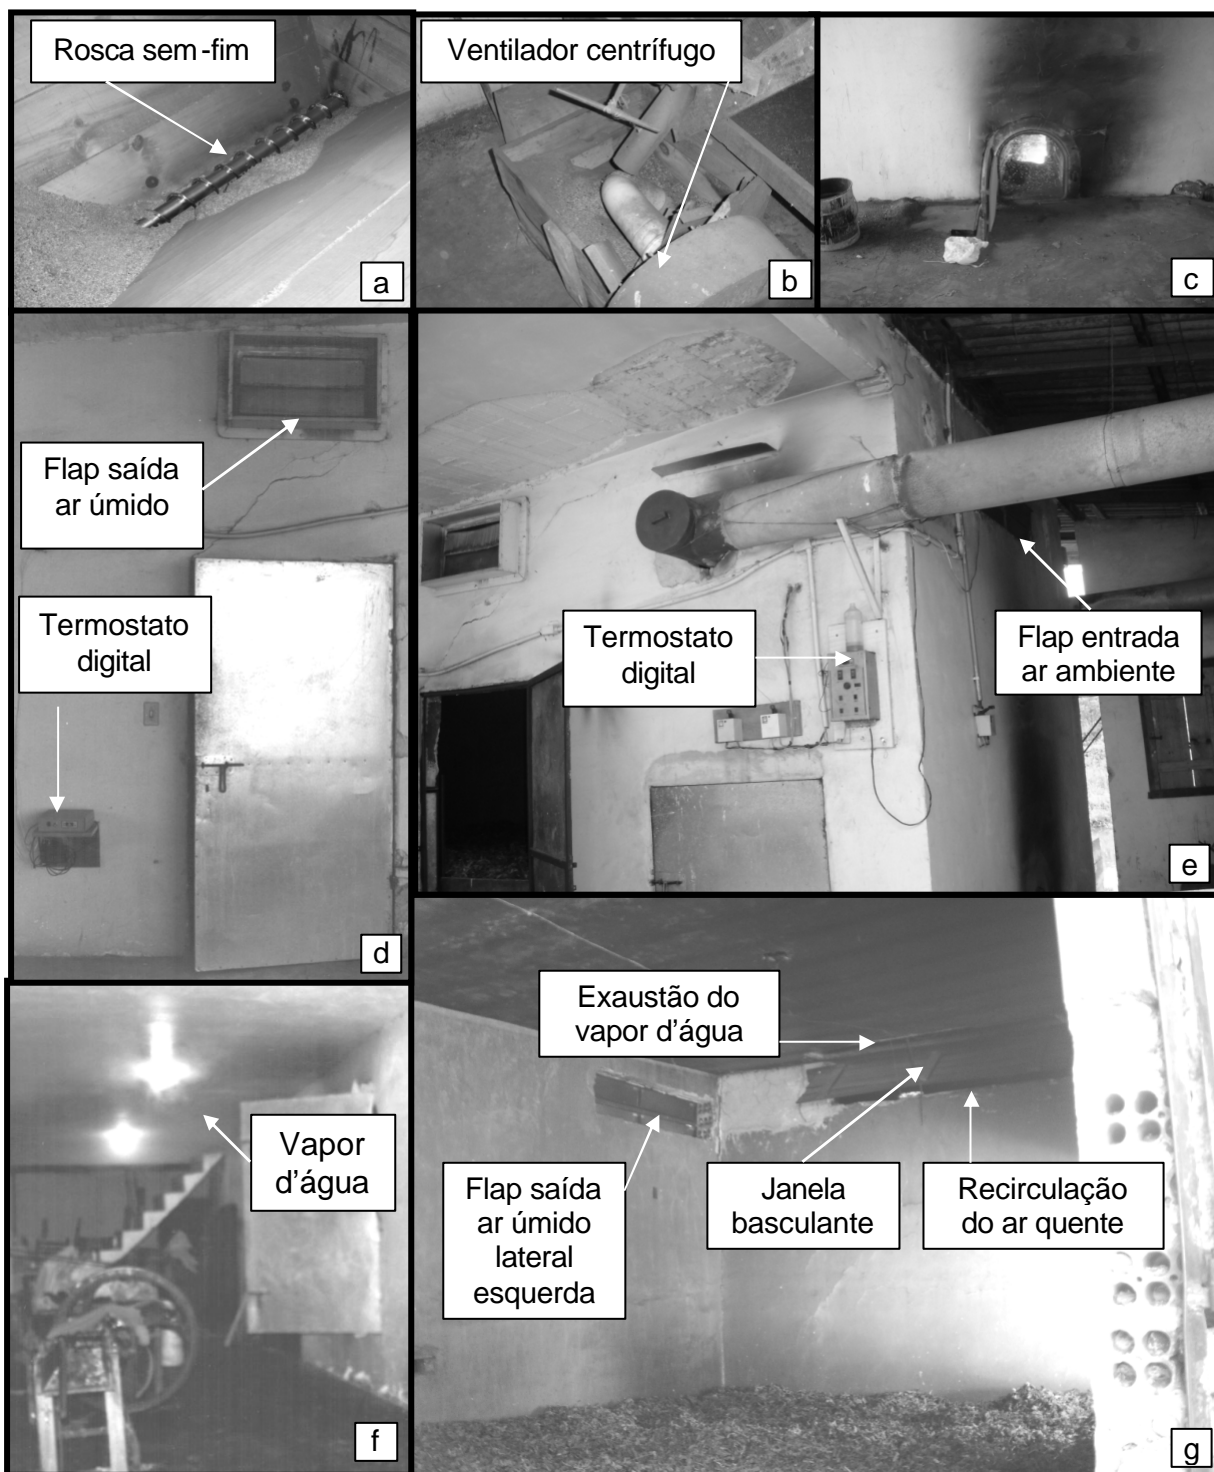 Rosca sem-fim
a
Ventilador centrífugo
b
c
Flap saída
ar úmido
Termostato
digital
d
Termostato
digital
Flap entrada
ar ambiente
e
Vapor
d'água
f
Exaustão do
vapor d'água
Flap saída
ar úmido
lateral
esquerda
Janela
basculante
Recirculação
do ar quente
g